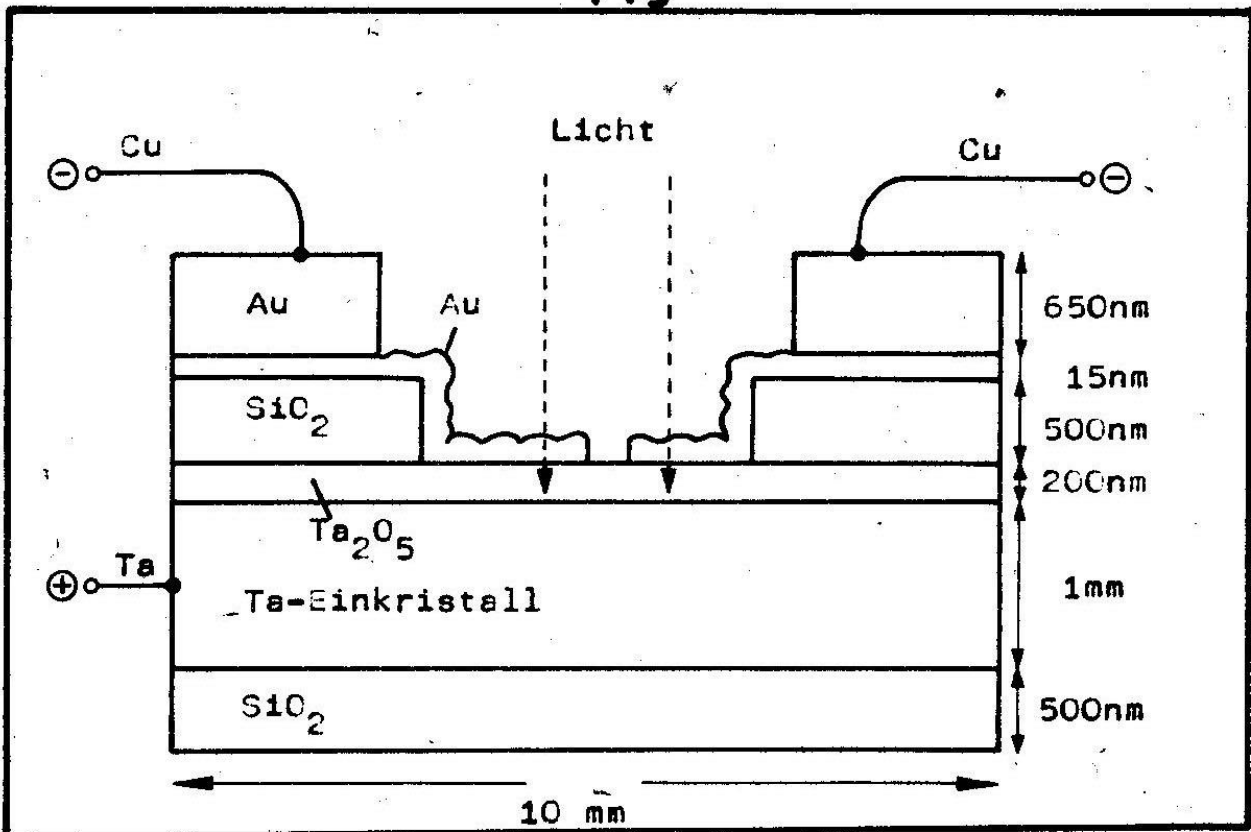 Licht
Cu
Cu
⊖
⊖
Au
Au
650nm
15nm
SiO2
500nm
200nm
Ta2O5
⊕
Ta
Ta-Einkristall
1mm
SiO2
500nm
10 mm